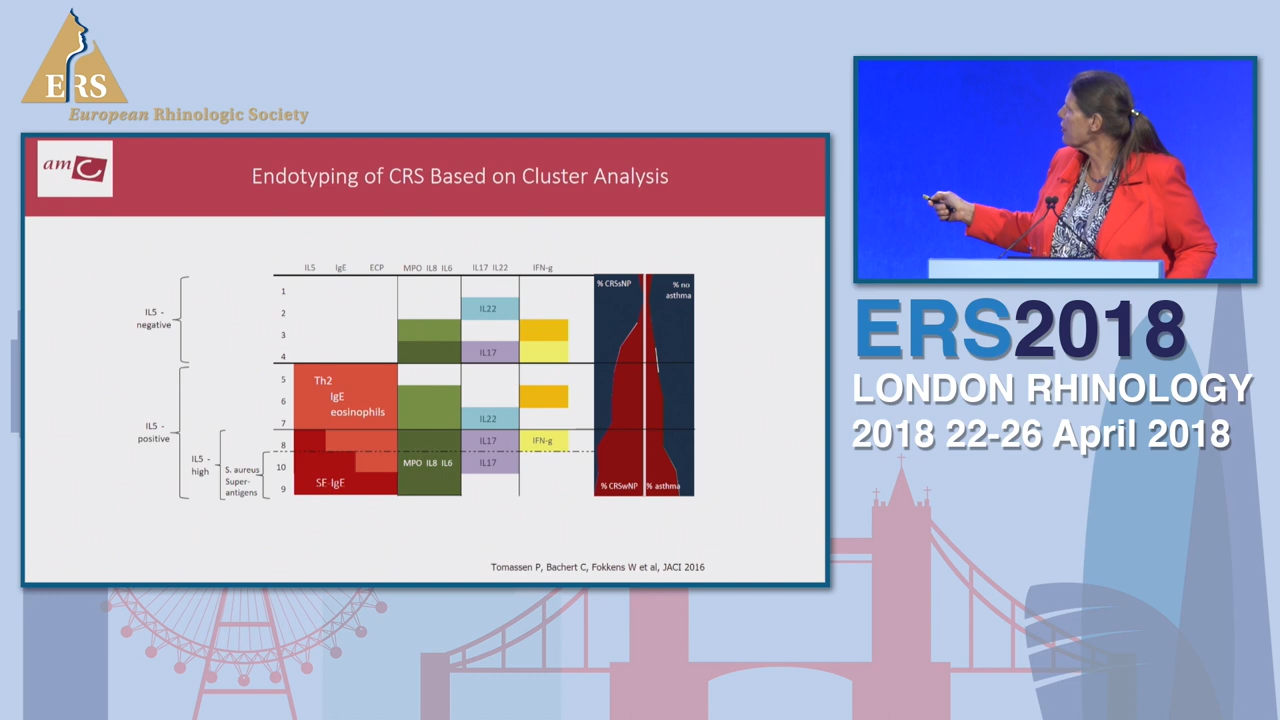 ERS
European Rhinologic Society
amC
Endotyping of CRS Based on Cluster Analysis
IL5 IgE ECP MPO IL8 IL6 IL17 IL22 IFN-g
IL5 -
negative
1
2
3
4
IL22
IL17
% CRSsNP
% no
asthma
IL5 -
positive
5
6
7
Th2
IgE
eosinophils
IL22
IL5 -
high
S. aureus
Super-
antigens
8
10
9
SE-IgE
MPO IL8 IL6
IL17
IL17
IFN-g
% CRSwNP
% asthma
Tomassen P, Bachert C, Fokkens W et al, JACI 2016
ERS2018
LONDON RHINOLOGY
2018 22-26 April 2018